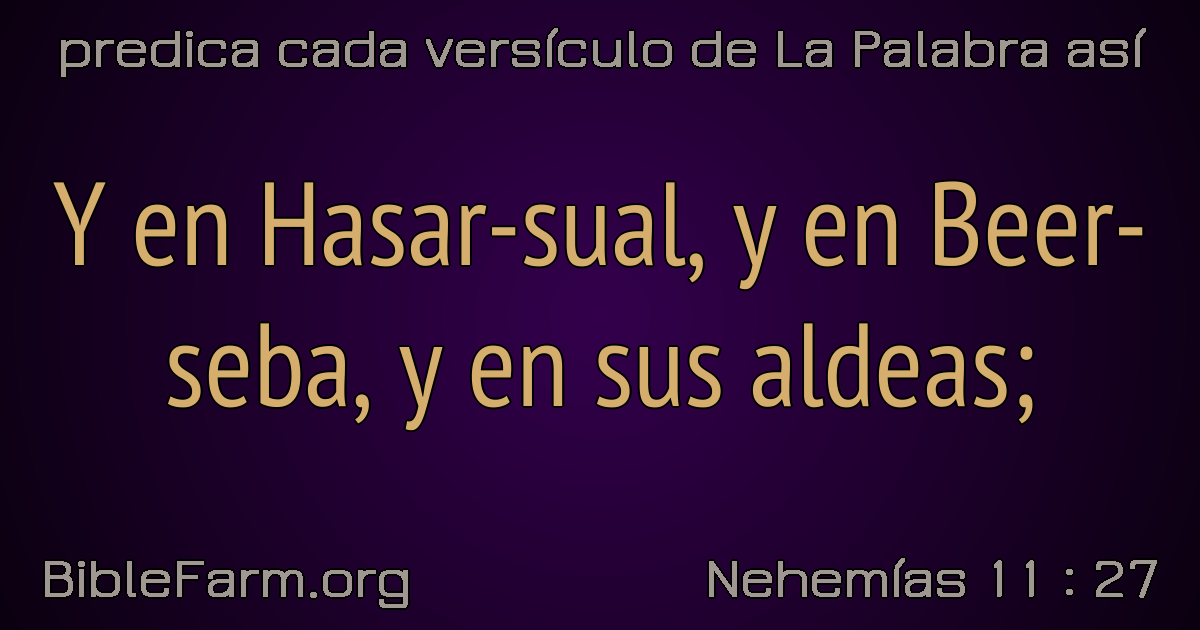 predica cada versículo de La Palabra así
Y en Hasar-sual, y en Beer-
seba, y en sus aldeas;
BibleFarm.org
Nehemías 11 : 27